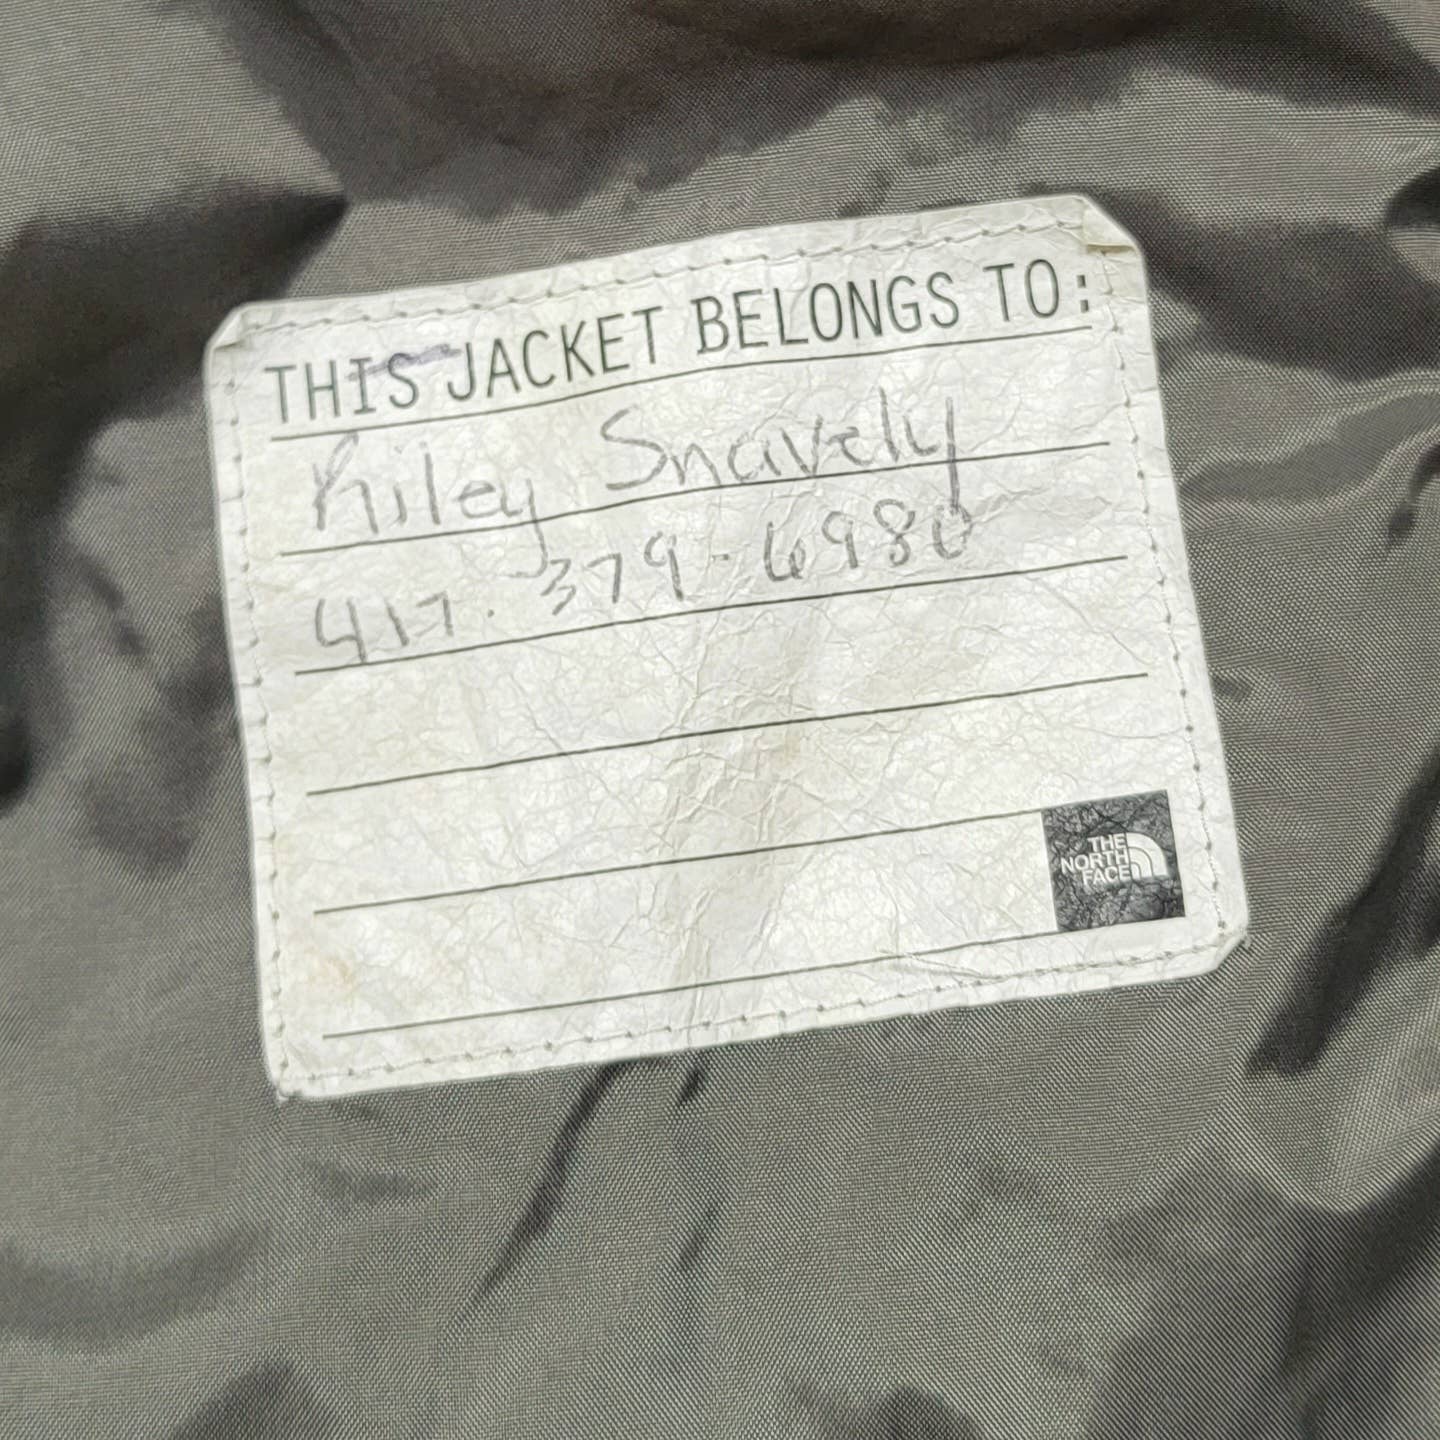 THIS JACKET BELONGS TO:
Riley Snavely
417. 379-6980
THE
NORTH
FACE